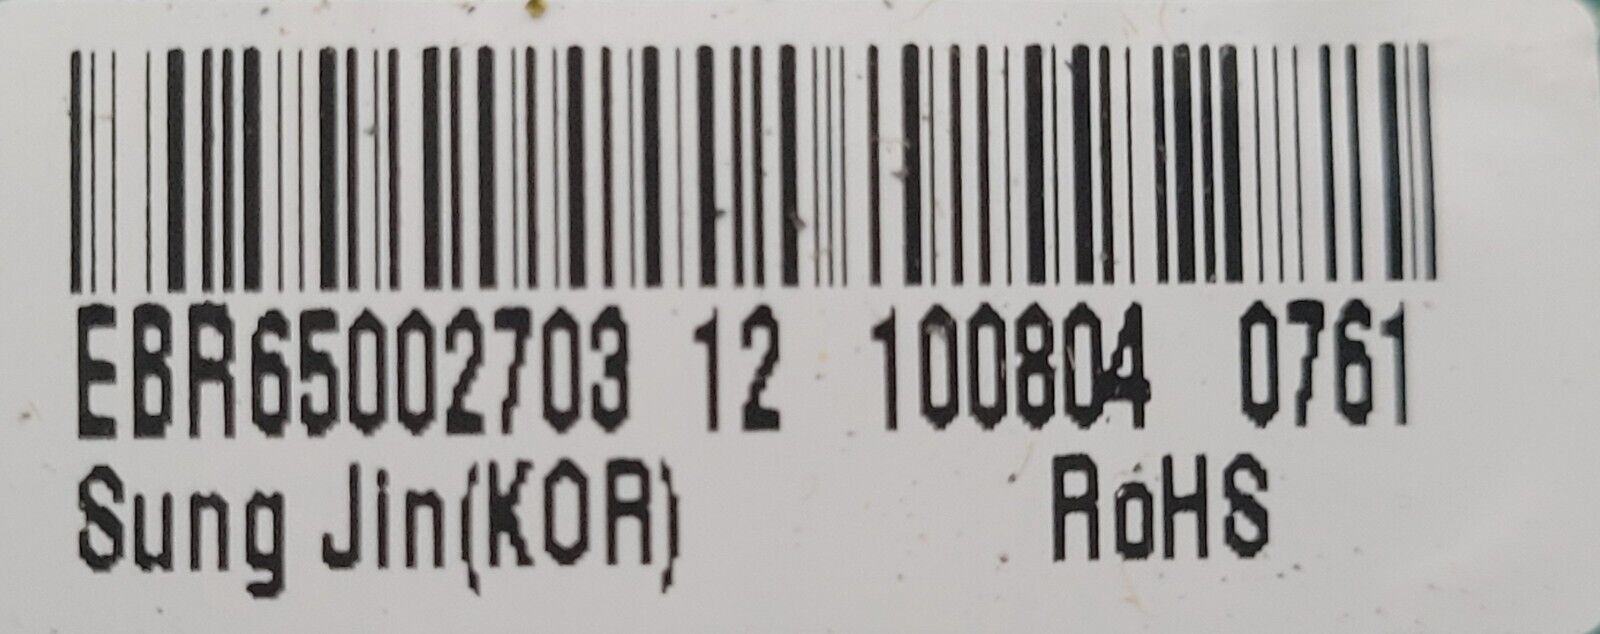 EBR65002703 12 100804 0761
Sung Jin(KOR) RoHS